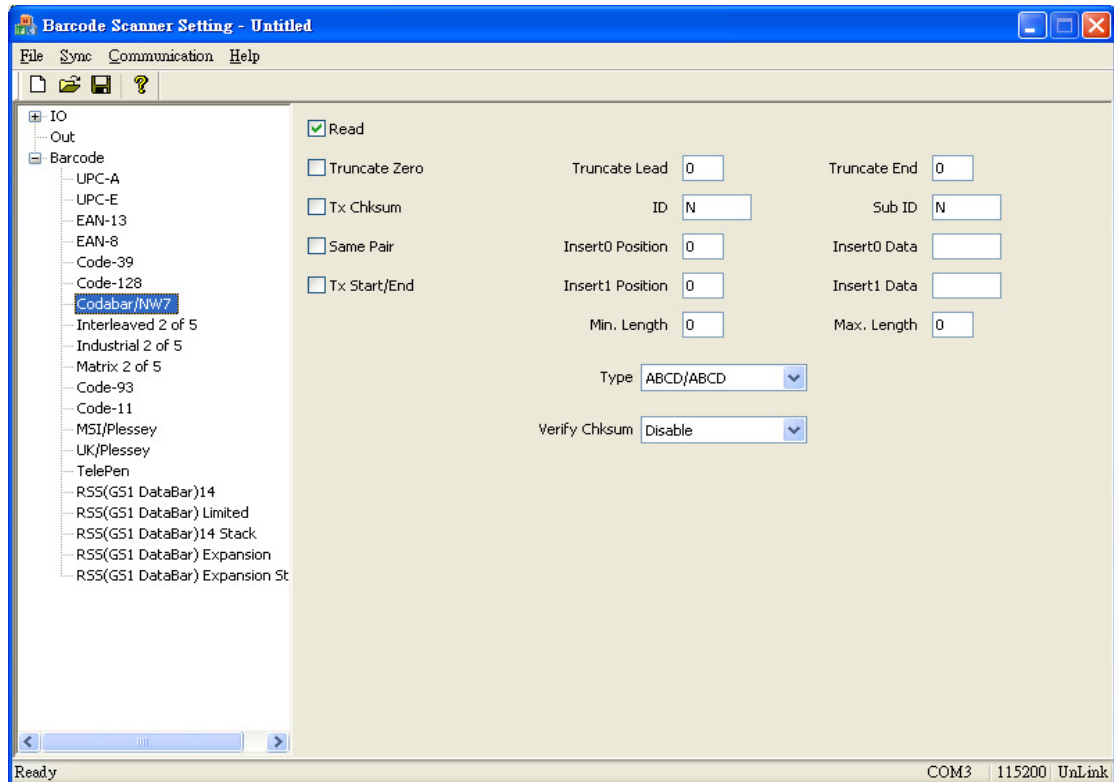 Barcode Scanner Setting - Untitled
File Sync Communication Help
IO
Out
Barcode
UPC-A
UPC-E
EAN-13
EAN-8
Code-39
Code-128
Codabar/NW7
Interleaved 2 of 5
Industrial 2 of 5
Matrix 2 of 5
Code-93
Code-11
MSI/Plessey
UK/Plessey
TelePen
RSS(GS1 DataBar)14
RSS(GS1 DataBar) Limited
RSS(GS1 DataBar)14 Stack
RSS(GS1 DataBar) Expansion
RSS(GS1 DataBar) Expansion St
Read
Truncate Zero Truncate Lead 0 Truncate End 0
Tx Chksum ID N Sub ID N
Same Pair Insert0 Position 0 Insert0 Data
Tx Start/End Insert1 Position 0 Insert1 Data
Min. Length 0 Max. Length 0
Type ABCD/ABCD
Verify Chksum Disable
Ready COM3 115200 UnLink